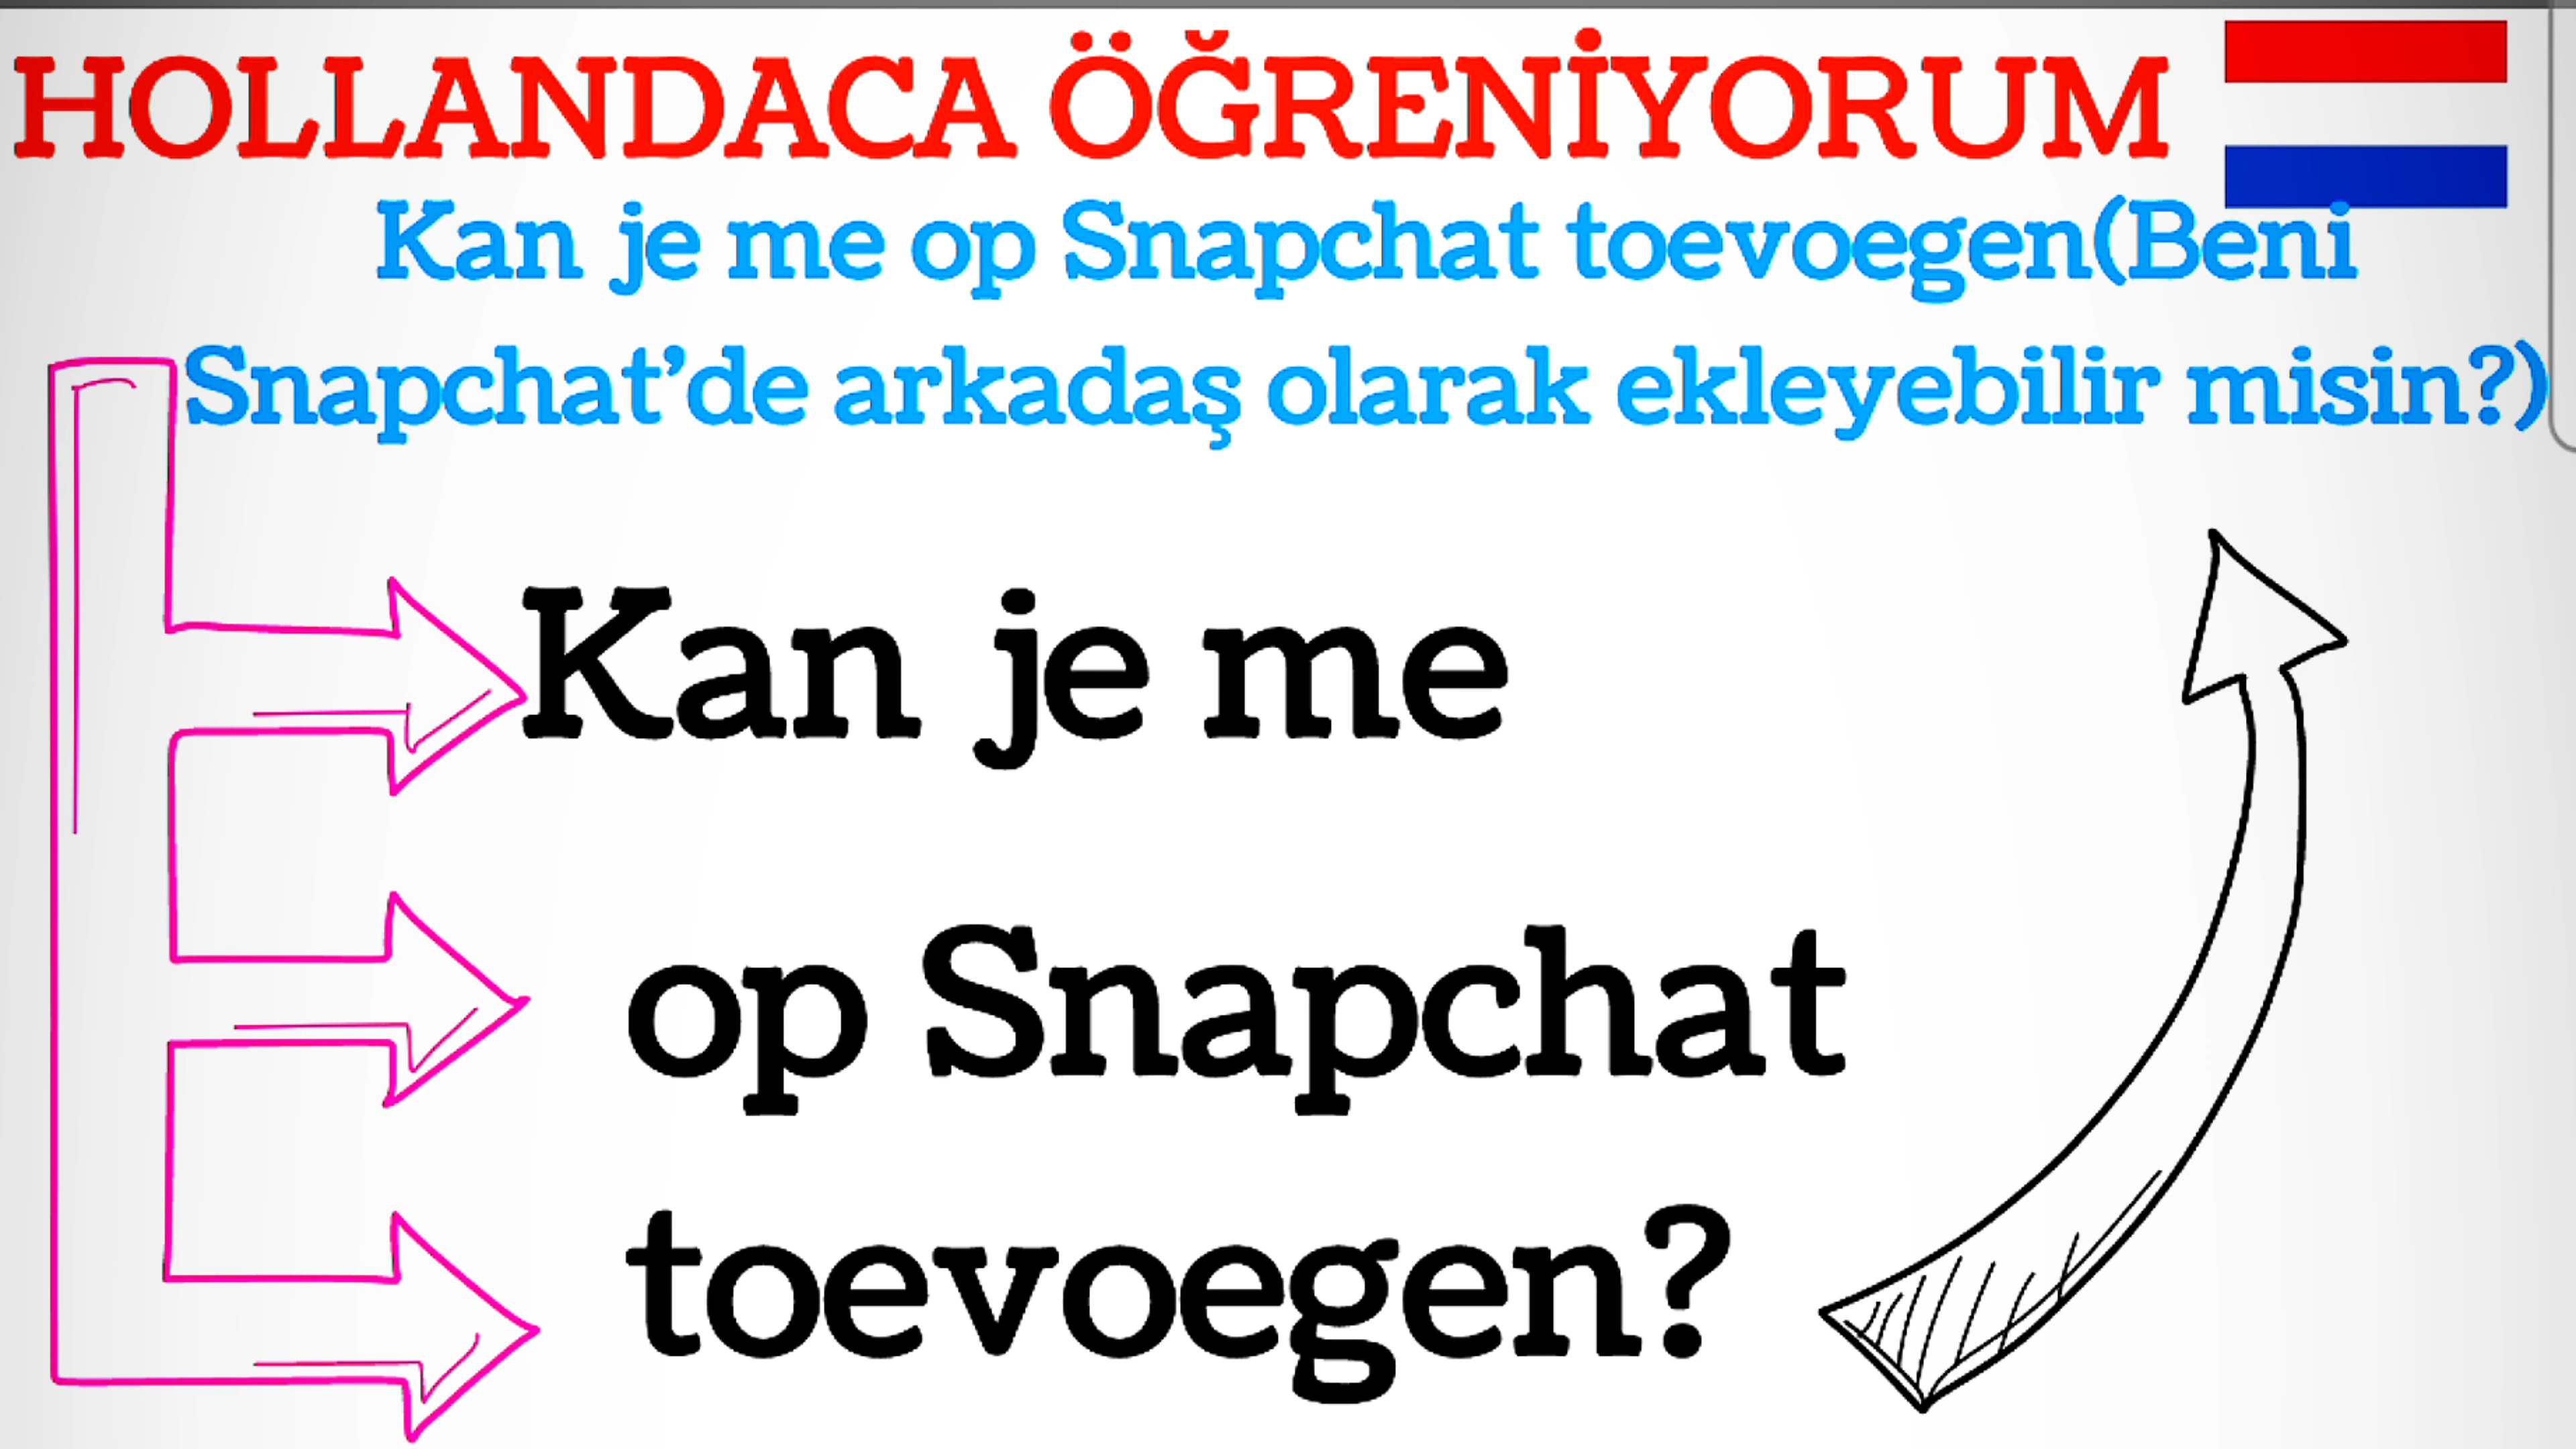 HOLLANDACA ÖĞRENİYORUM
Kan je me op Snapchat toevoegen(Beni
Snapchat’de arkadaş olarak ekleyebilir misin?)
Kan je me
op Snapchat
toevoegen?